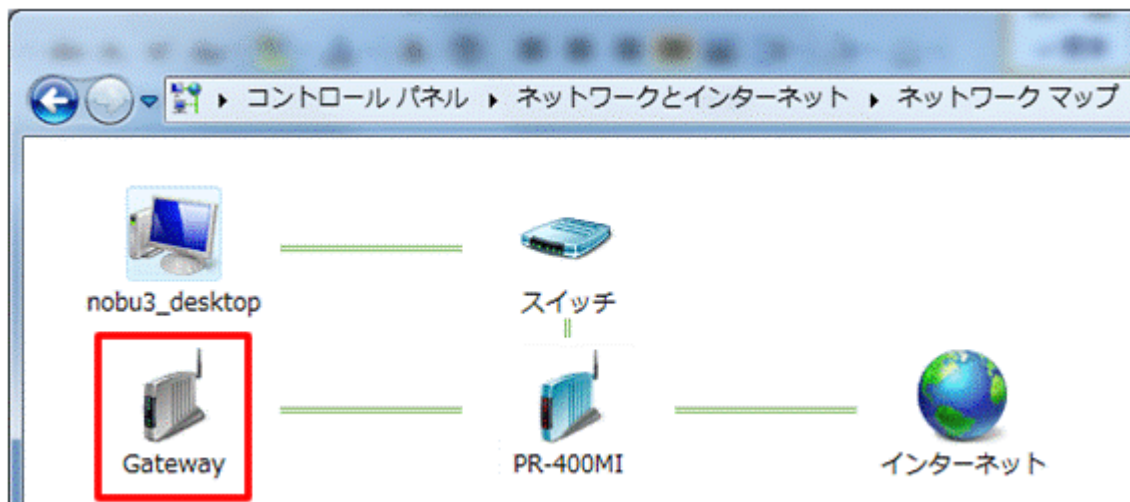 コントロール パネル ▸ ネットワークとインターネット ▸ ネットワーク マップ
nobu3_desktop
スイッチ
Gateway
PR-400MI
インターネット